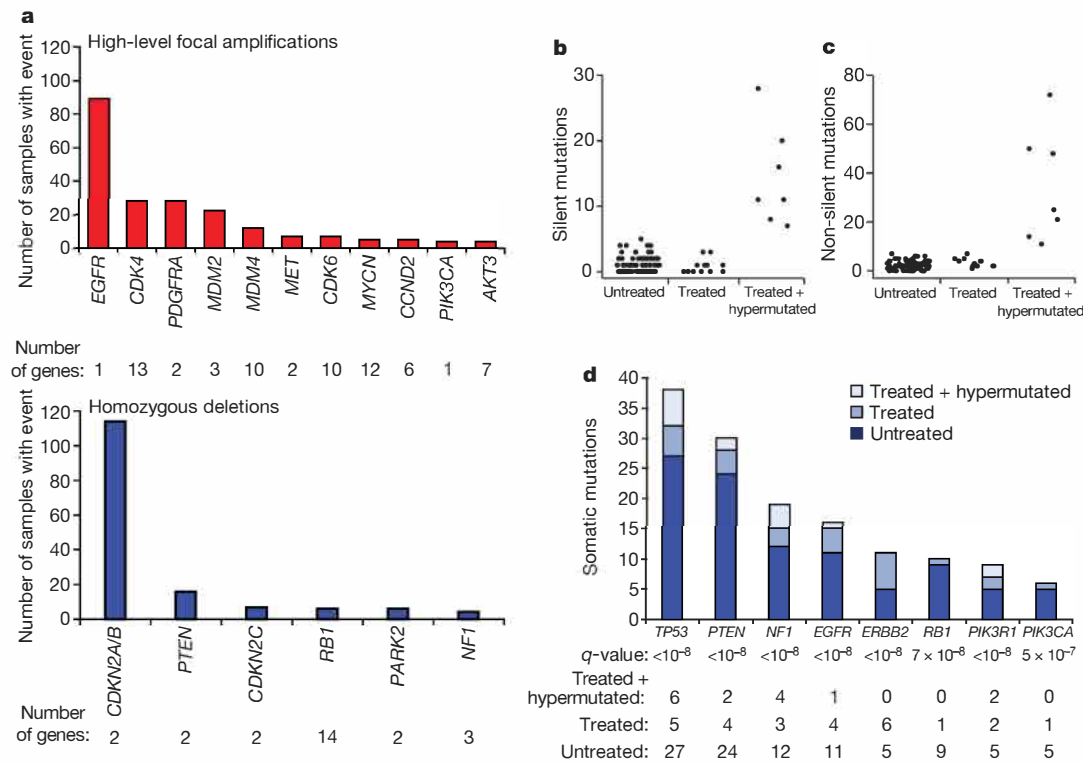 a
High-level focal amplifications
Number of samples with event
120
100
80
60
40
20
0
EGFR
CDK4
PDGFRA
MDM2
MDM4
MET
CDK6
MYCN
CCND2
PIK3CA
AKT3
Number
of genes: 1 13 2 3 10 2 10 12 6 1 7
Homozygous deletions
Number of samples with event
120
100
80
60
40
20
0
CDKN2A/B
PTEN
CDKN2C
RB1
PARK2
NF1
Number
of genes: 2 2 2 14 2 3
b
Silent mutations
30
20
10
0
Untreated Treated Treated +
hypermutated
c
Non-silent mutations
80
60
40
20
0
Untreated Treated Treated +
hypermutated
d
Somatic mutations
40
35
30
25
20
15
10
5
0
Treated + hypermutated
Treated
Untreated
TP53 PTEN NF1 EGFR ERBB2 RB1 PIK3R1 PIK3CA
q-value: <10⁻⁸ <10⁻⁸ <10⁻⁸ <10⁻⁸ <10⁻⁸ 7 × 10⁻⁸ <10⁻⁸ 5 × 10⁻⁷
Treated +
hypermutated: 6 2 4 1 0 0 2 0
Treated: 5 4 3 4 6 1 2 1
Untreated: 27 24 12 11 5 9 5 5